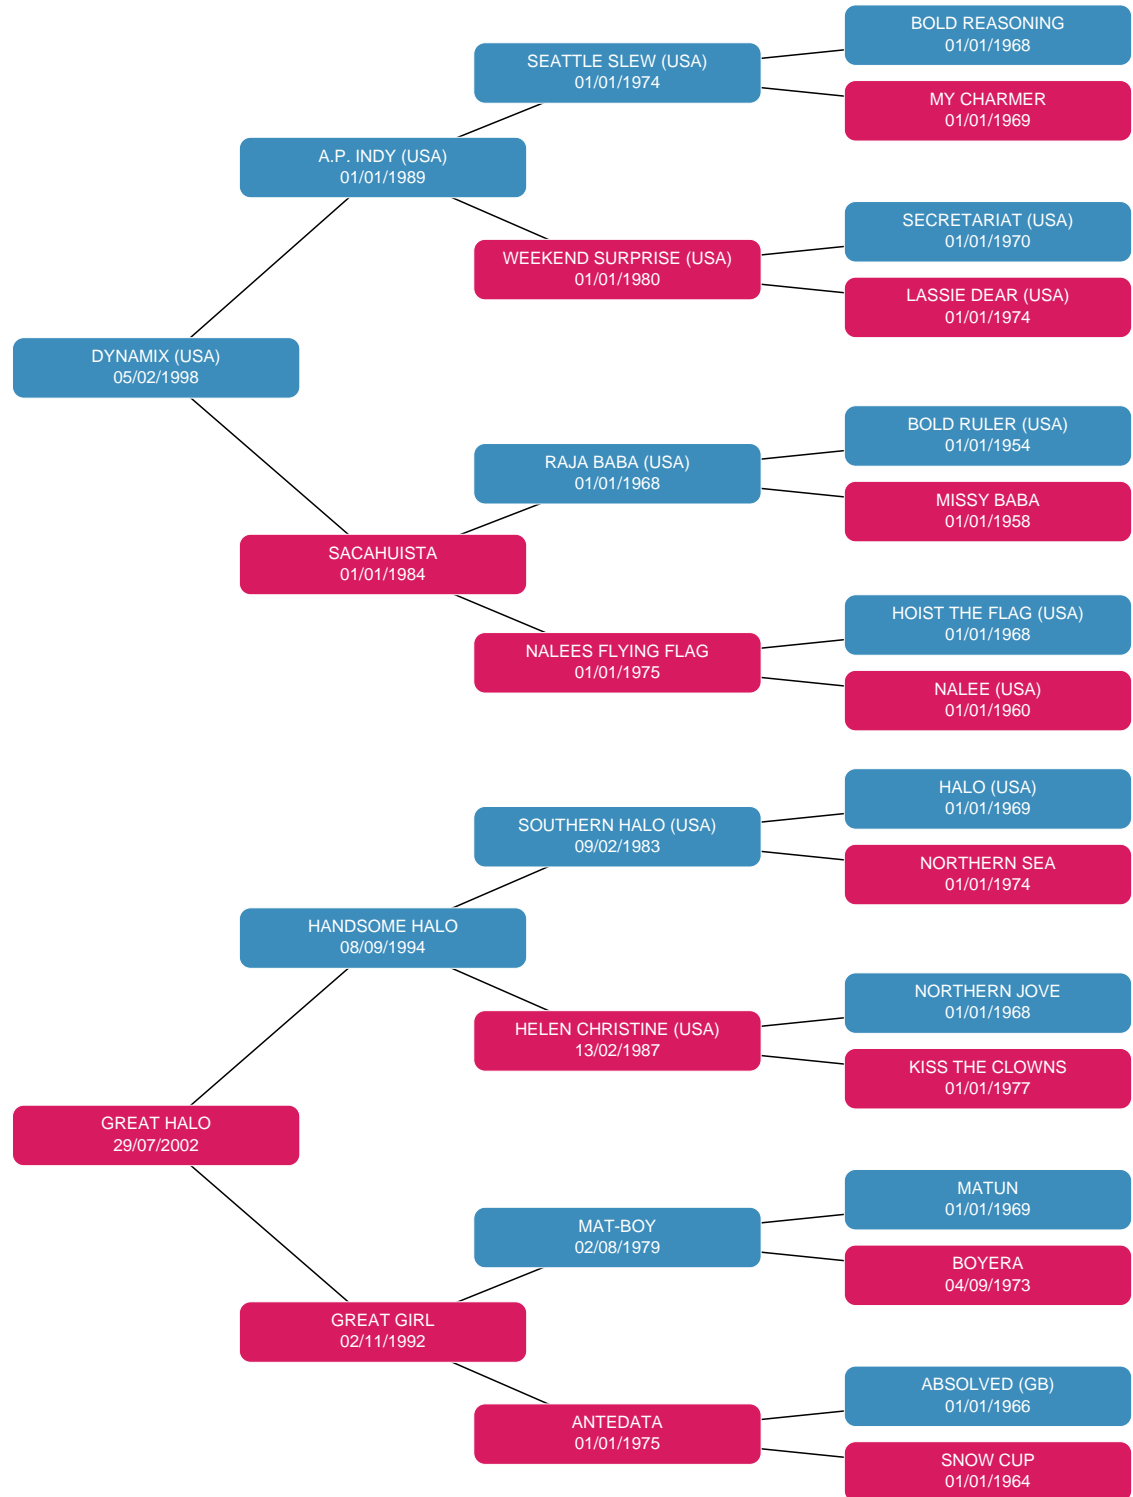 BOLD REASONING
01/01/1968
SEATTLE SLEW (USA)
01/01/1974
MY CHARMER
01/01/1969
A.P. INDY (USA)
01/01/1989
SECRETARIAT (USA)
01/01/1970
WEEKEND SURPRISE (USA)
01/01/1980
LASSIE DEAR (USA)
01/01/1974
DYNAMIX (USA)
05/02/1998
BOLD RULER (USA)
01/01/1954
RAJA BABA (USA)
01/01/1968
MISSY BABA
01/01/1958
SACAHUISTA
01/01/1984
HOIST THE FLAG (USA)
01/01/1968
NALEES FLYING FLAG
01/01/1975
NALEE (USA)
01/01/1960
HALO (USA)
01/01/1969
SOUTHERN HALO (USA)
09/02/1983
NORTHERN SEA
01/01/1974
HANDSOME HALO
08/09/1994
NORTHERN JOVE
01/01/1968
HELEN CHRISTINE (USA)
13/02/1987
KISS THE CLOWNS
01/01/1977
GREAT HALO
29/07/2002
MATUN
01/01/1969
MAT-BOY
02/08/1979
BOYERA
04/09/1973
GREAT GIRL
02/11/1992
ABSOLVED (GB)
01/01/1966
ANTEDATA
01/01/1975
SNOW CUP
01/01/1964